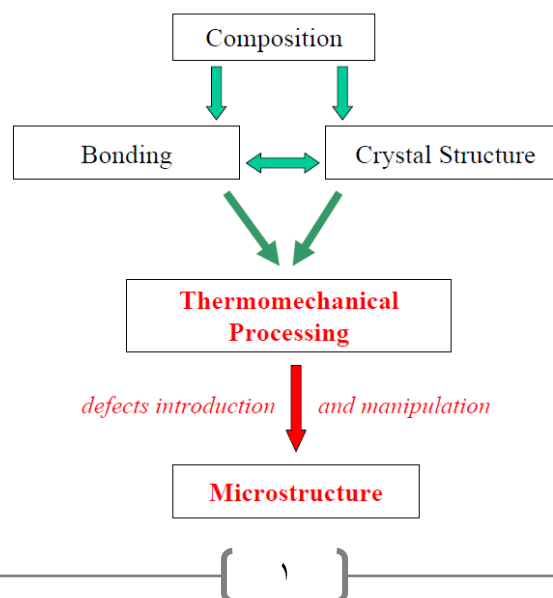 Composition
Bonding
Crystal Structure
Thermomechanical
Processing
defects introduction and manipulation
Microstructure
١